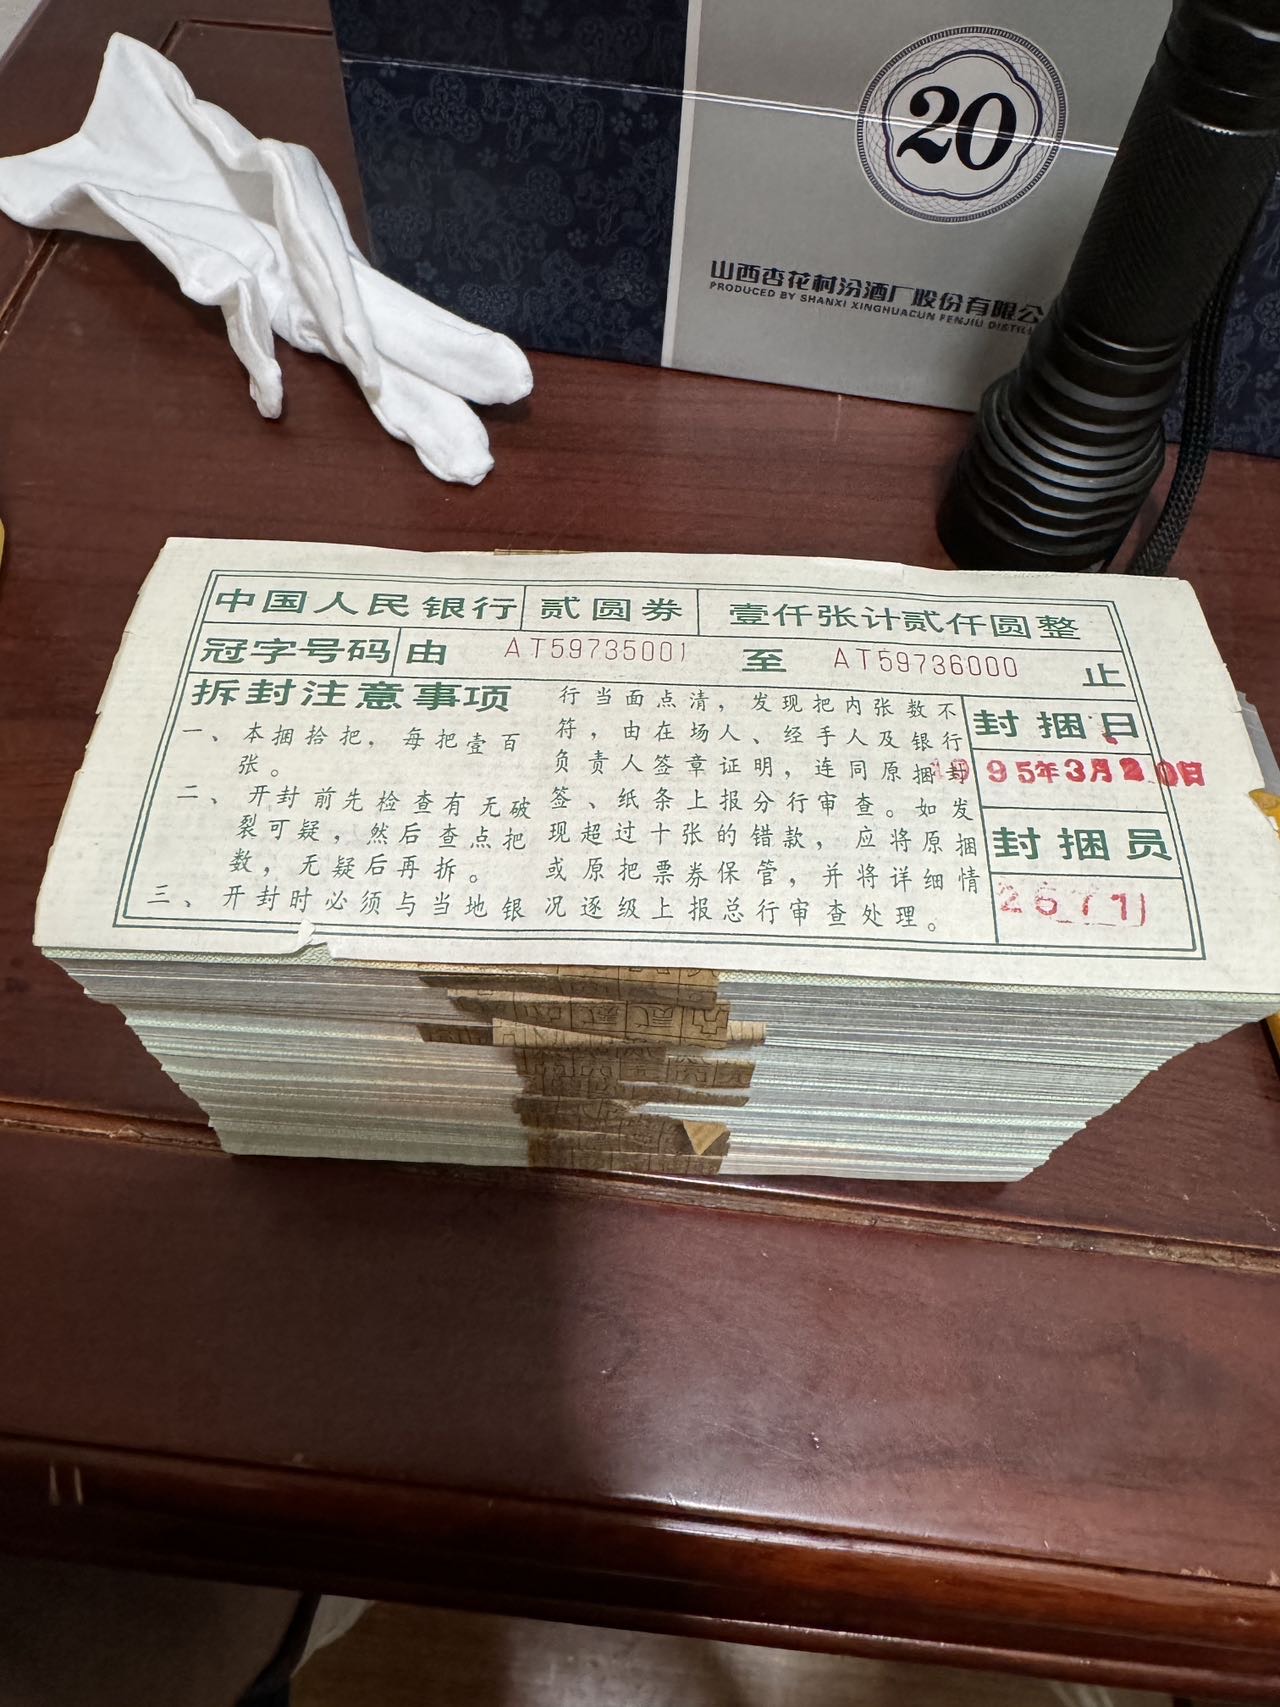 20
山西杏花村汾酒厂股份有限公
PRODUCED BY SHANXI XINGHUACUN FENJIU DISTILL
中国人民银行 贰圆券 壹仟张计贰仟圆整
冠字号码 由 AT59735001 至 AT59736000 止
拆封注意事项
一、本捆拾把，每把壹百
张。
二、开封前先检查有无破
裂可疑，然后查点把
数，无疑后再拆。
三、开封时必须与当地银
行当面点清，发现把内张数不
符，由在场人、经手人及银行
负责人签章证明，连同原捆封
签、纸条上报分行审查。如发
现超过十张的错款，应将原捆
或原把票券保管，并将详细情
况逐级上报总行审查处理。
封捆日
1995年3月20日
封捆员
2671